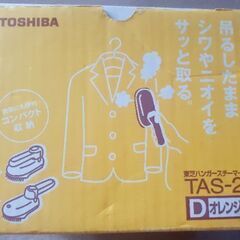 TOSHIBA
吊るしたまま
シワやニオイを
サッと取る。
コンパクト
収納
東芝ハンガースチーマー
TAS-2
D オレンジ